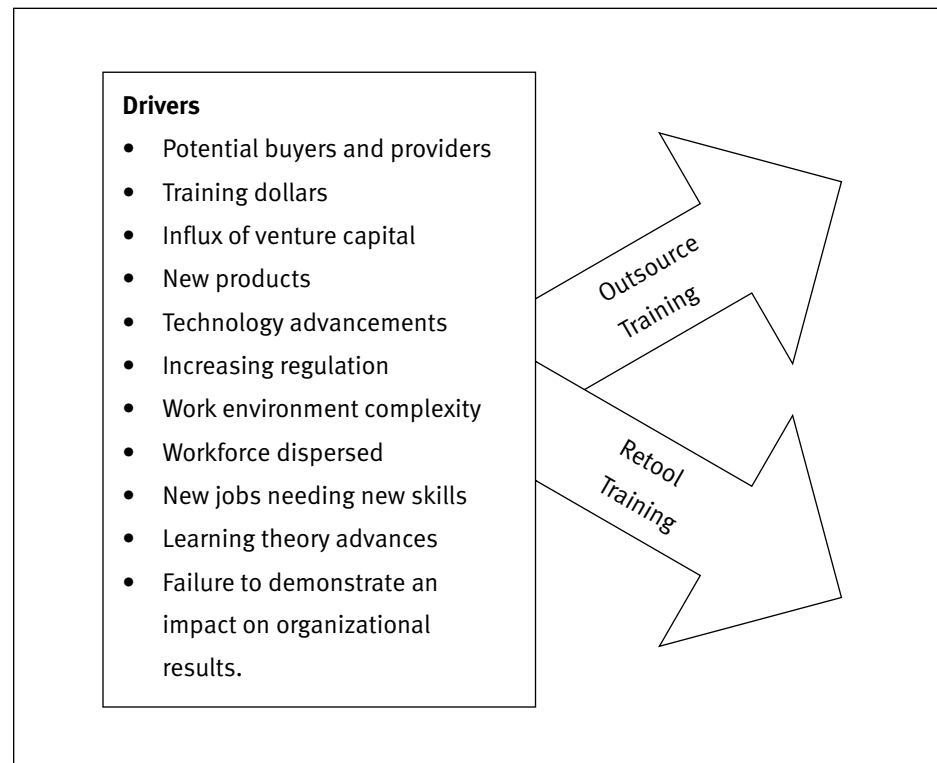 Drivers
• Potential buyers and providers
• Training dollars
• Influx of venture capital
• New products
• Technology advancements
• Increasing regulation
• Work environment complexity
• Workforce dispersed
• New jobs needing new skills
• Learning theory advances
• Failure to demonstrate an
impact on organizational
results.
Outsource
Training
Retool
Training